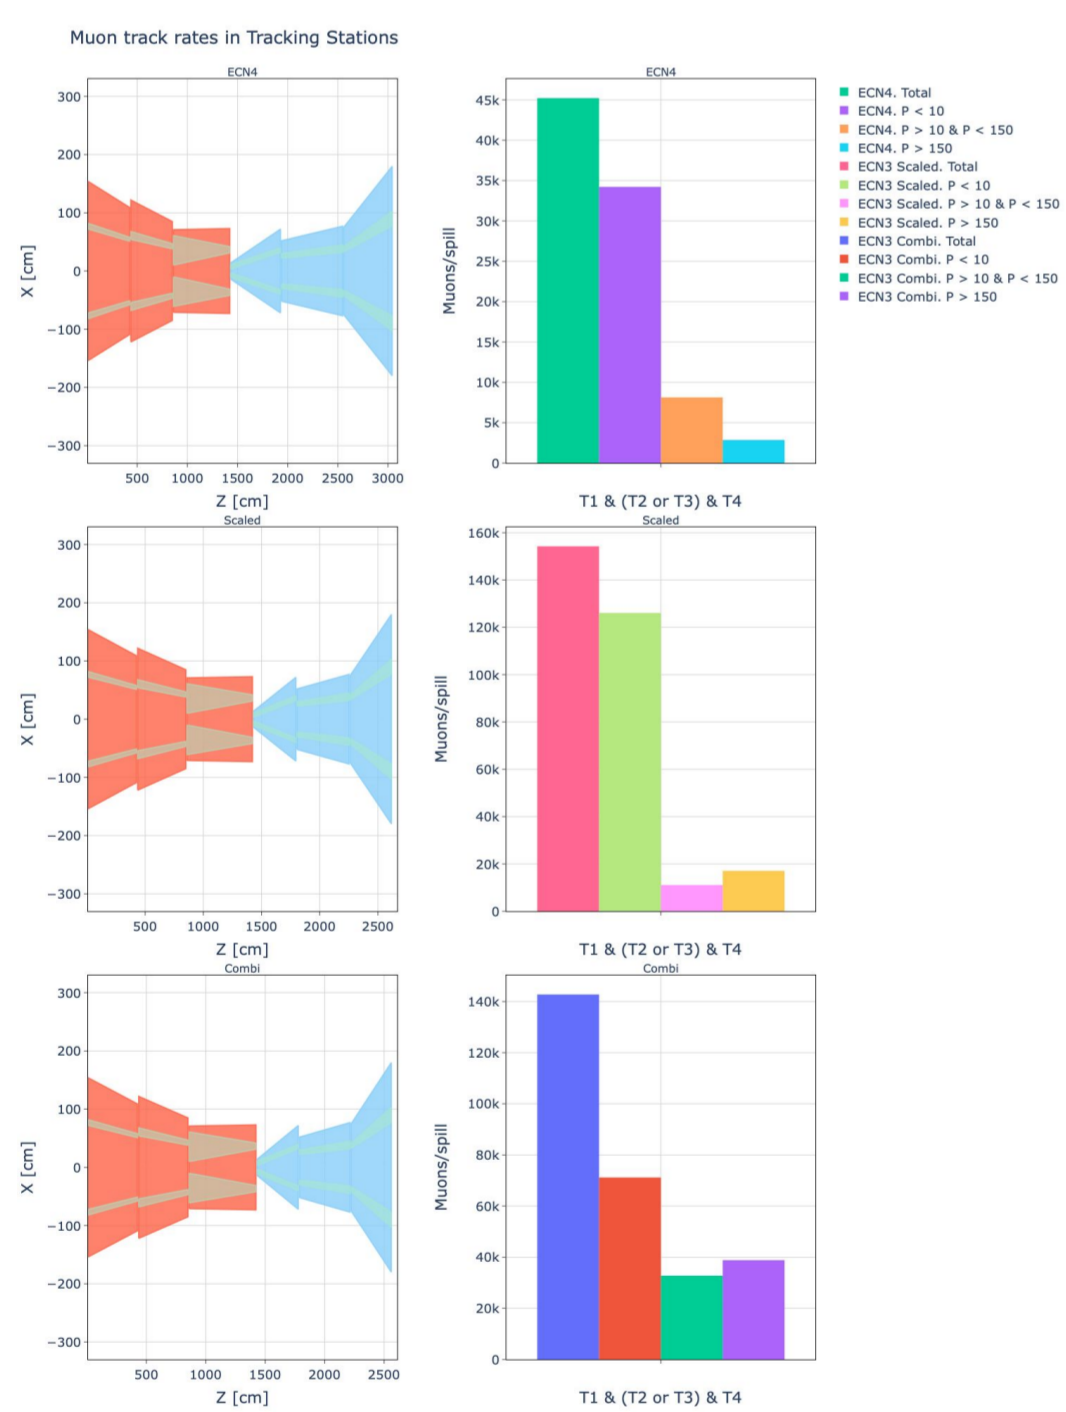 Muon track rates in Tracking Stations
ECN4
300
200
100
0
−100
−200
−300
X [cm]
500 1000 1500 2000 2500 3000
Z [cm]
ECN4
45k
40k
35k
30k
25k
20k
15k
10k
5k
0
Muons/spill
T1 & (T2 or T3) & T4
ECN4. Total
ECN4. P < 10
ECN4. P > 10 & P < 150
ECN4. P > 150
ECN3 Scaled. Total
ECN3 Scaled. P < 10
ECN3 Scaled. P > 10 & P < 150
ECN3 Scaled. P > 150
ECN3 Combi. Total
ECN3 Combi. P < 10
ECN3 Combi. P > 10 & P < 150
ECN3 Combi. P > 150
Scaled
300
200
100
0
−100
−200
−300
X [cm]
500 1000 1500 2000 2500
Z [cm]
Scaled
160k
140k
120k
100k
80k
60k
40k
20k
0
Muons/spill
T1 & (T2 or T3) & T4
Combi
300
200
100
0
−100
−200
−300
X [cm]
500 1000 1500 2000 2500
Z [cm]
Combi
140k
120k
100k
80k
60k
40k
20k
0
Muons/spill
T1 & (T2 or T3) & T4